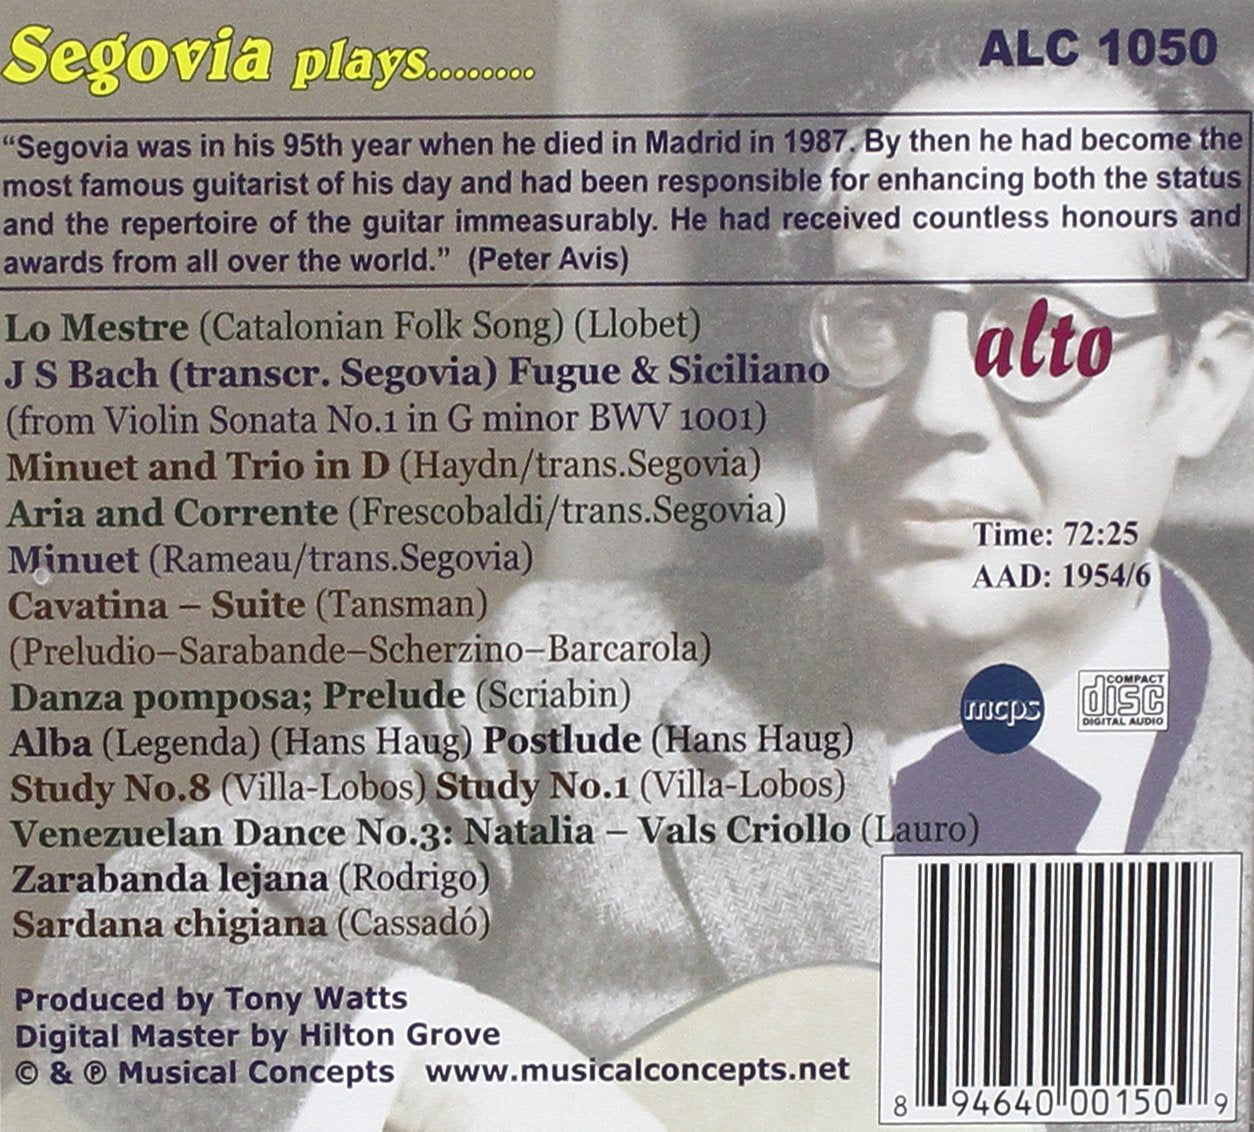 Segovia plays........
ALC 1050
“Segovia was in his 95th year when he died in Madrid in 1987. By then he had become the
most famous guitarist of his day and had been responsible for enhancing both the status
and the repertoire of the guitar immeasurably. He had received countless honours and
awards from all over the world.” (Peter Avis)
Lo Mestre (Catalonian Folk Song) (Llobet)
J S Bach (transcr. Segovia) Fugue & Siciliano
(from Violin Sonata No.1 in G minor BWV 1001)
Minuet and Trio in D (Haydn/trans.Segovia)
Aria and Corrente (Frescobaldi/trans.Segovia)
Minuet (Rameau/trans.Segovia)
Cavatina – Suite (Tansman)
(Preludio–Sarabande–Scherzino–Barcarola)
Danza pomposa; Prelude (Scriabin)
Alba (Legenda) (Hans Haug) Postlude (Hans Haug)
Study No.8 (Villa-Lobos) Study No.1 (Villa-Lobos)
Venezuelan Dance No.3: Natalia – Vals Criollo (Lauro)
Zarabanda lejana (Rodrigo)
Sardana chigiana (Cassadó)
alto
Time: 72:25
AAD: 1954/6
mcps
COMPACT
disc
DIGITAL AUDIO
Produced by Tony Watts
Digital Master by Hilton Grove
© & ℗ Musical Concepts www.musicalconcepts.net
8 94640 00150 9